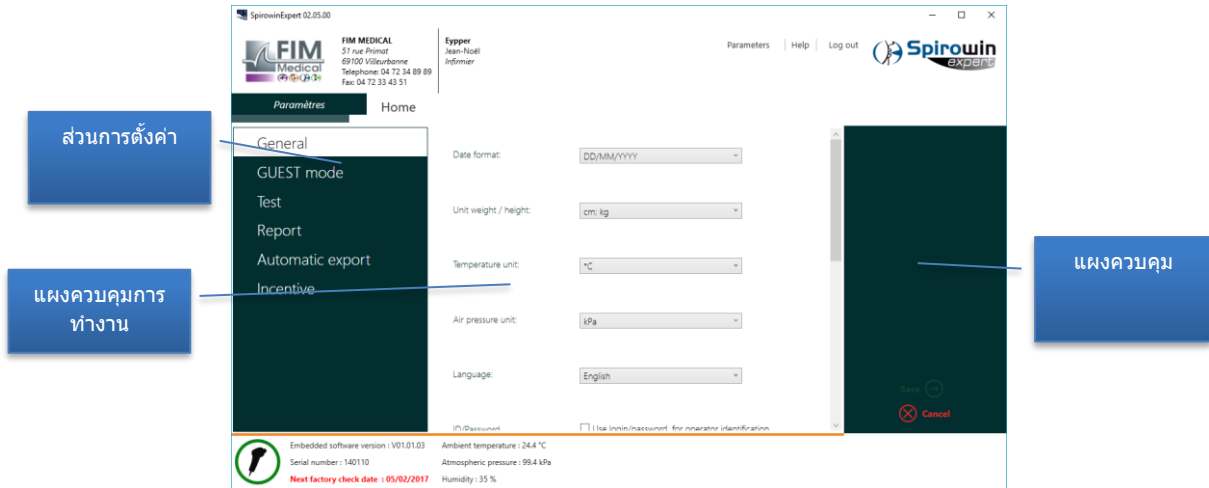 SpirowinExpert 02.05.00
FIM Medical
FIM MEDICAL
51 rue Primat
69100 Villeurbanne
Telephone: 04 72 34 89 89
Fax: 04 72 33 43 51
Eypper
Jean-Noël
Infirmier
Parameters | Help | Log out
Spirowin
expert
Paramètres
Home
ส่วนการตั้งค่า
แผงควบคุมการ
ทำงาน
General
GUEST mode
Test
Report
Automatic export
Incentive
Date format: DD/MM/YYYY
Unit weight / height: cm; kg
Temperature unit: °C
Air pressure unit: kPa
Language: English
ID/Password Use login/password for operator identification
แผงควบคุม
Save
Cancel
Embedded software version : V01.01.03
Serial number : 140110
Next factory check date : 05/02/2017
Ambient temperature : 24.4 °C
Atmospheric pressure : 99.4 kPa
Humidity : 35 %